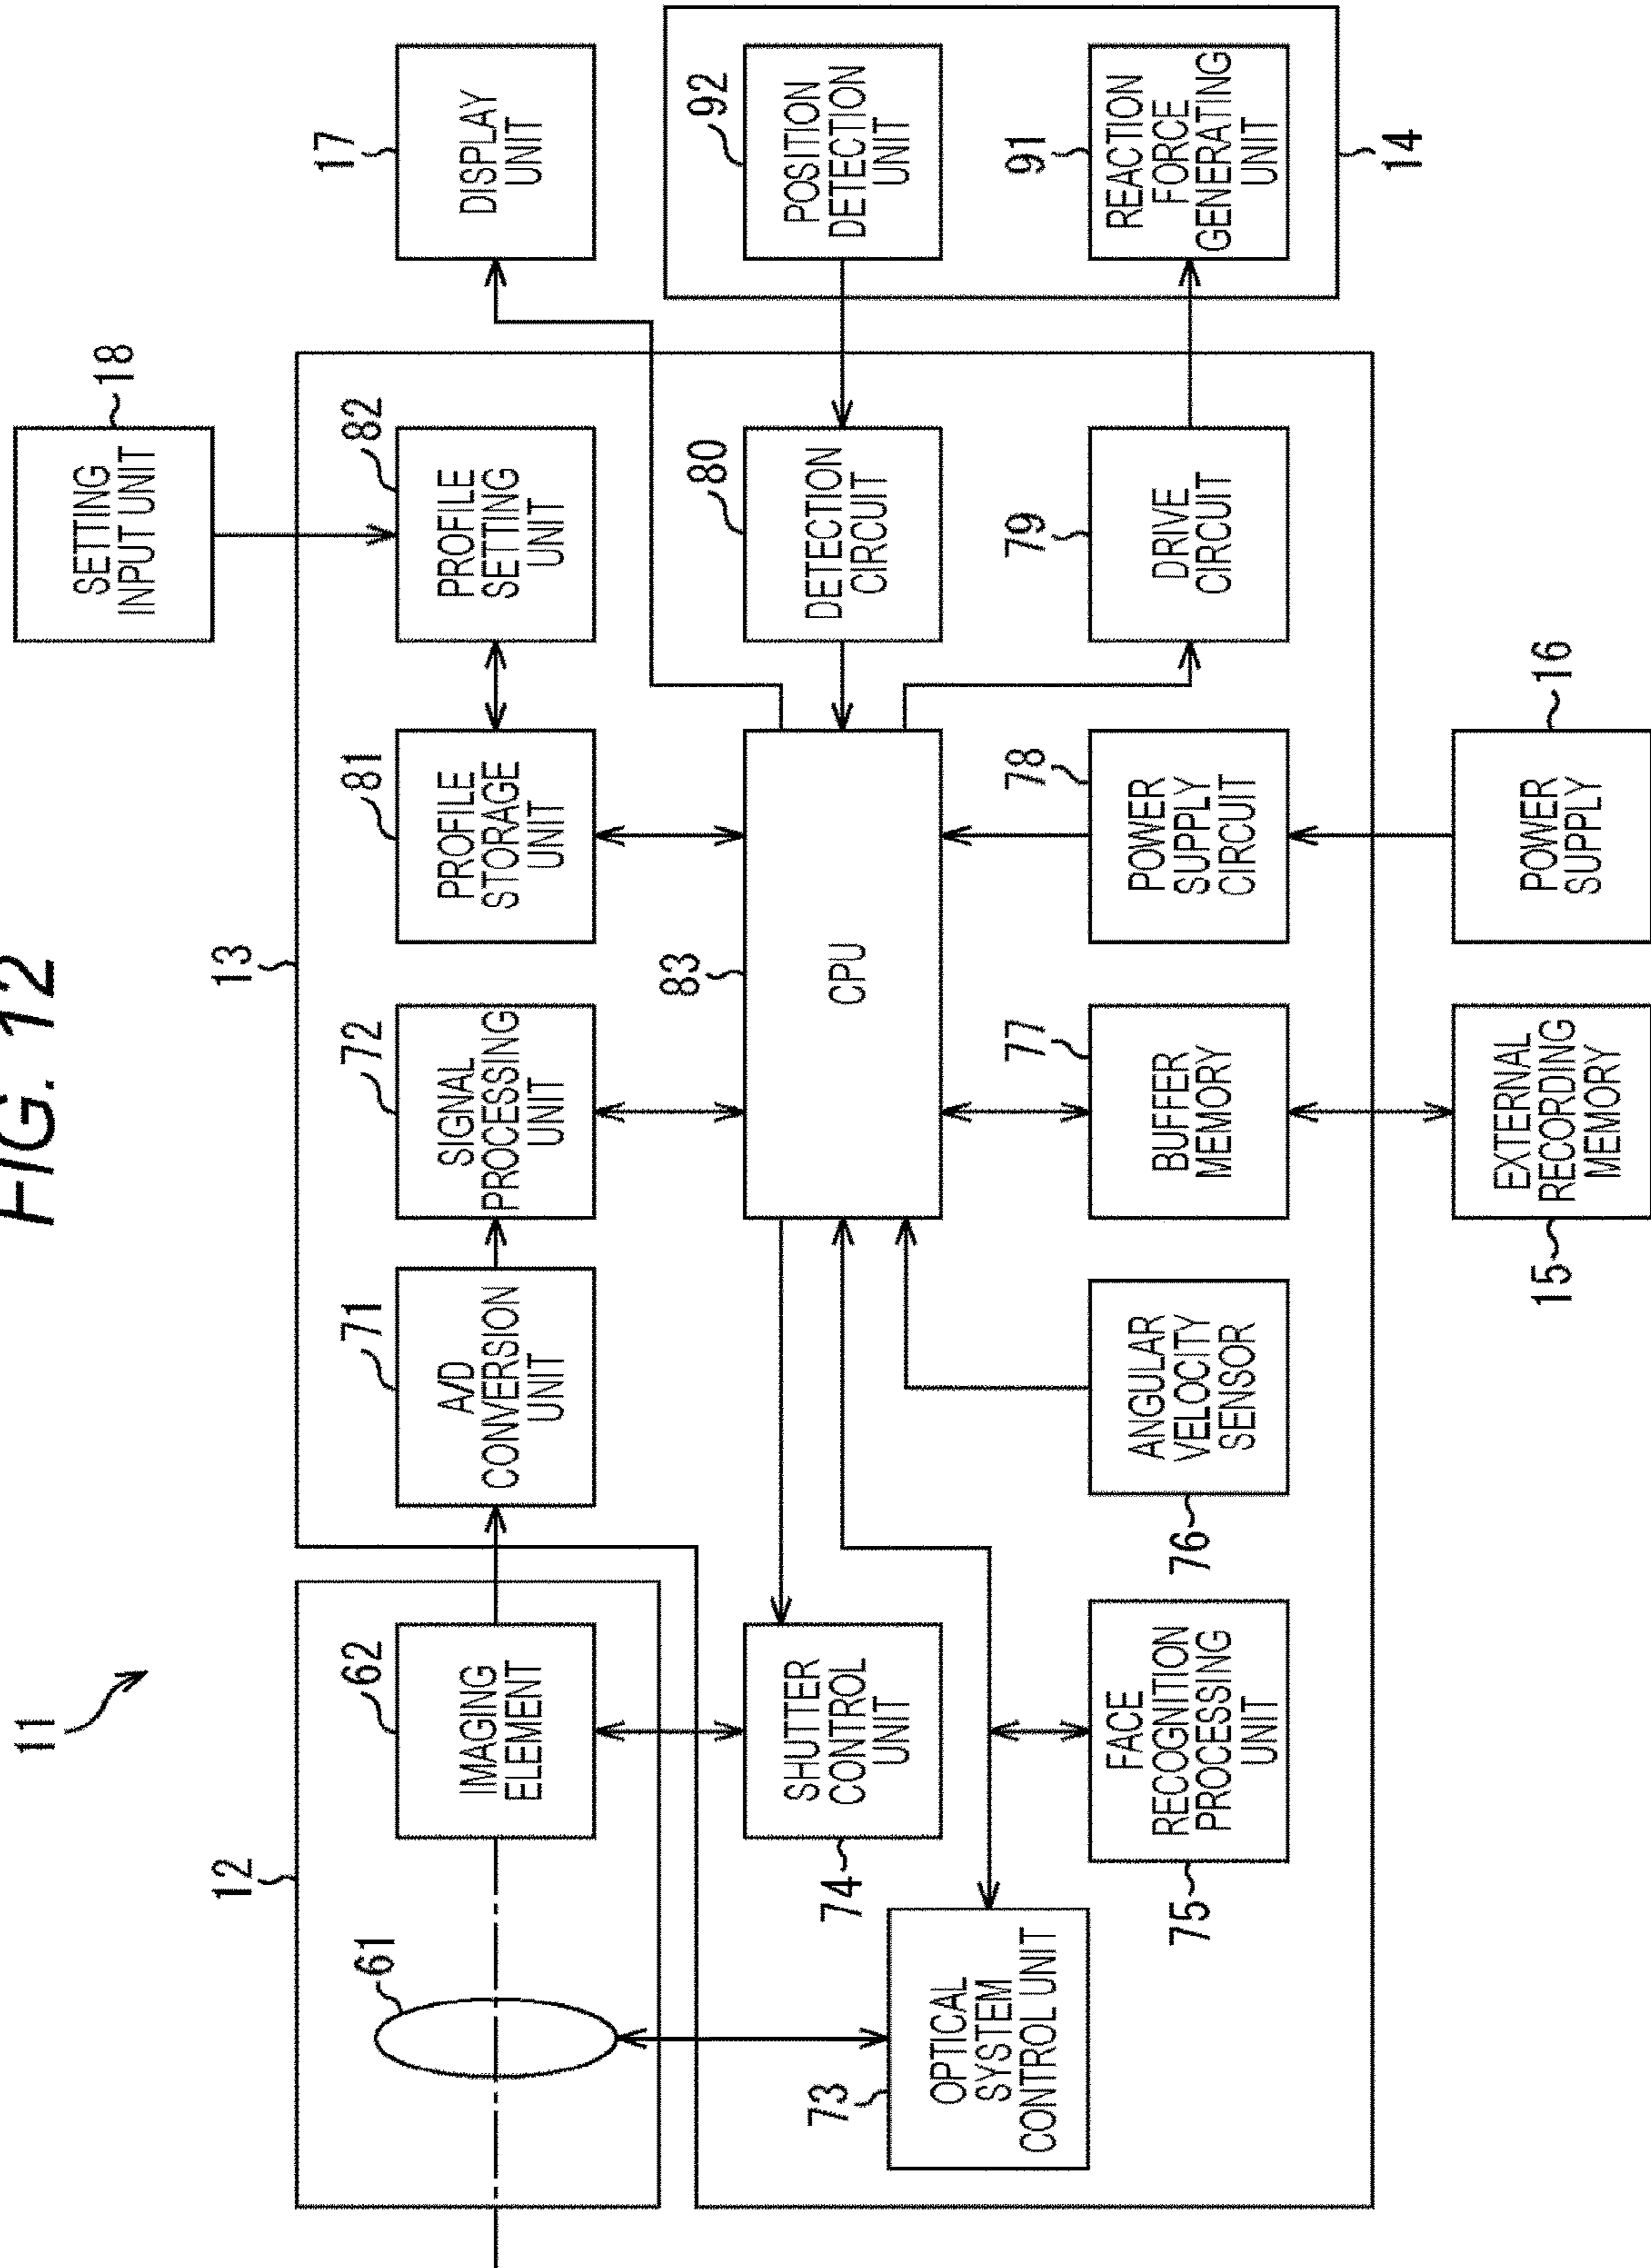 FIG. 12
11
12
61
62
IMAGING
ELEMENT
13
71
A/D
CONVERSION
UNIT
72
SIGNAL
PROCESSING
UNIT
81
PROFILE
STORAGE
UNIT
82
PROFILE
SETTING
UNIT
18
SETTING
INPUT UNIT
17
DISPLAY
UNIT
73
OPTICAL
SYSTEM
CONTROL UNIT
74
SHUTTER
CONTROL
UNIT
83
CPU
80
DETECTION
CIRCUIT
92
POSITION
DETECTION
UNIT
75
FACE
RECOGNITION
PROCESSING
UNIT
76
ANGULAR
VELOCITY
SENSOR
77
BUFFER
MEMORY
78
POWER
SUPPLY
CIRCUIT
79
DRIVE
CIRCUIT
91
REACTION
FORCE
GENERATING
UNIT
14
15
EXTERNAL
RECORDING
MEMORY
16
POWER
SUPPLY